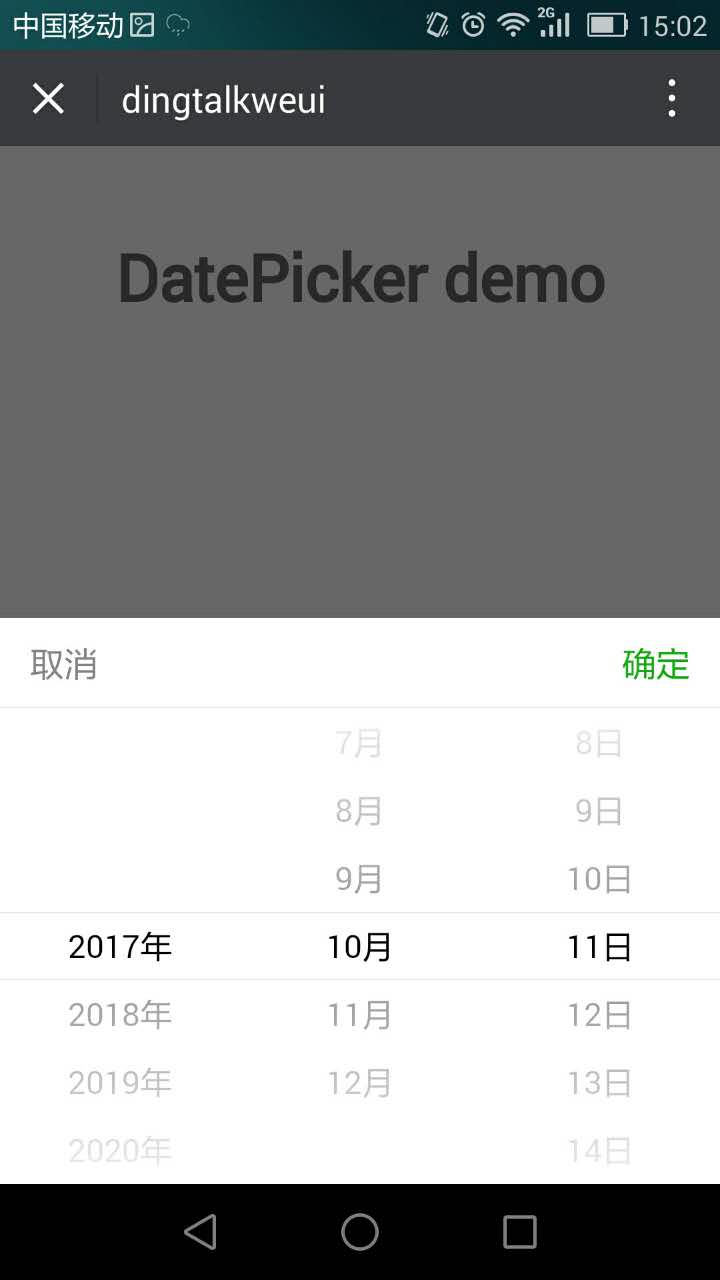 中国移动 2G 15:02
dingtalkweui
DatePicker demo
取消 确定
7月 8日
8月 9日
9月 10日
2017年 10月 11日
2018年 11月 12日
2019年 12月 13日
2020年 14日